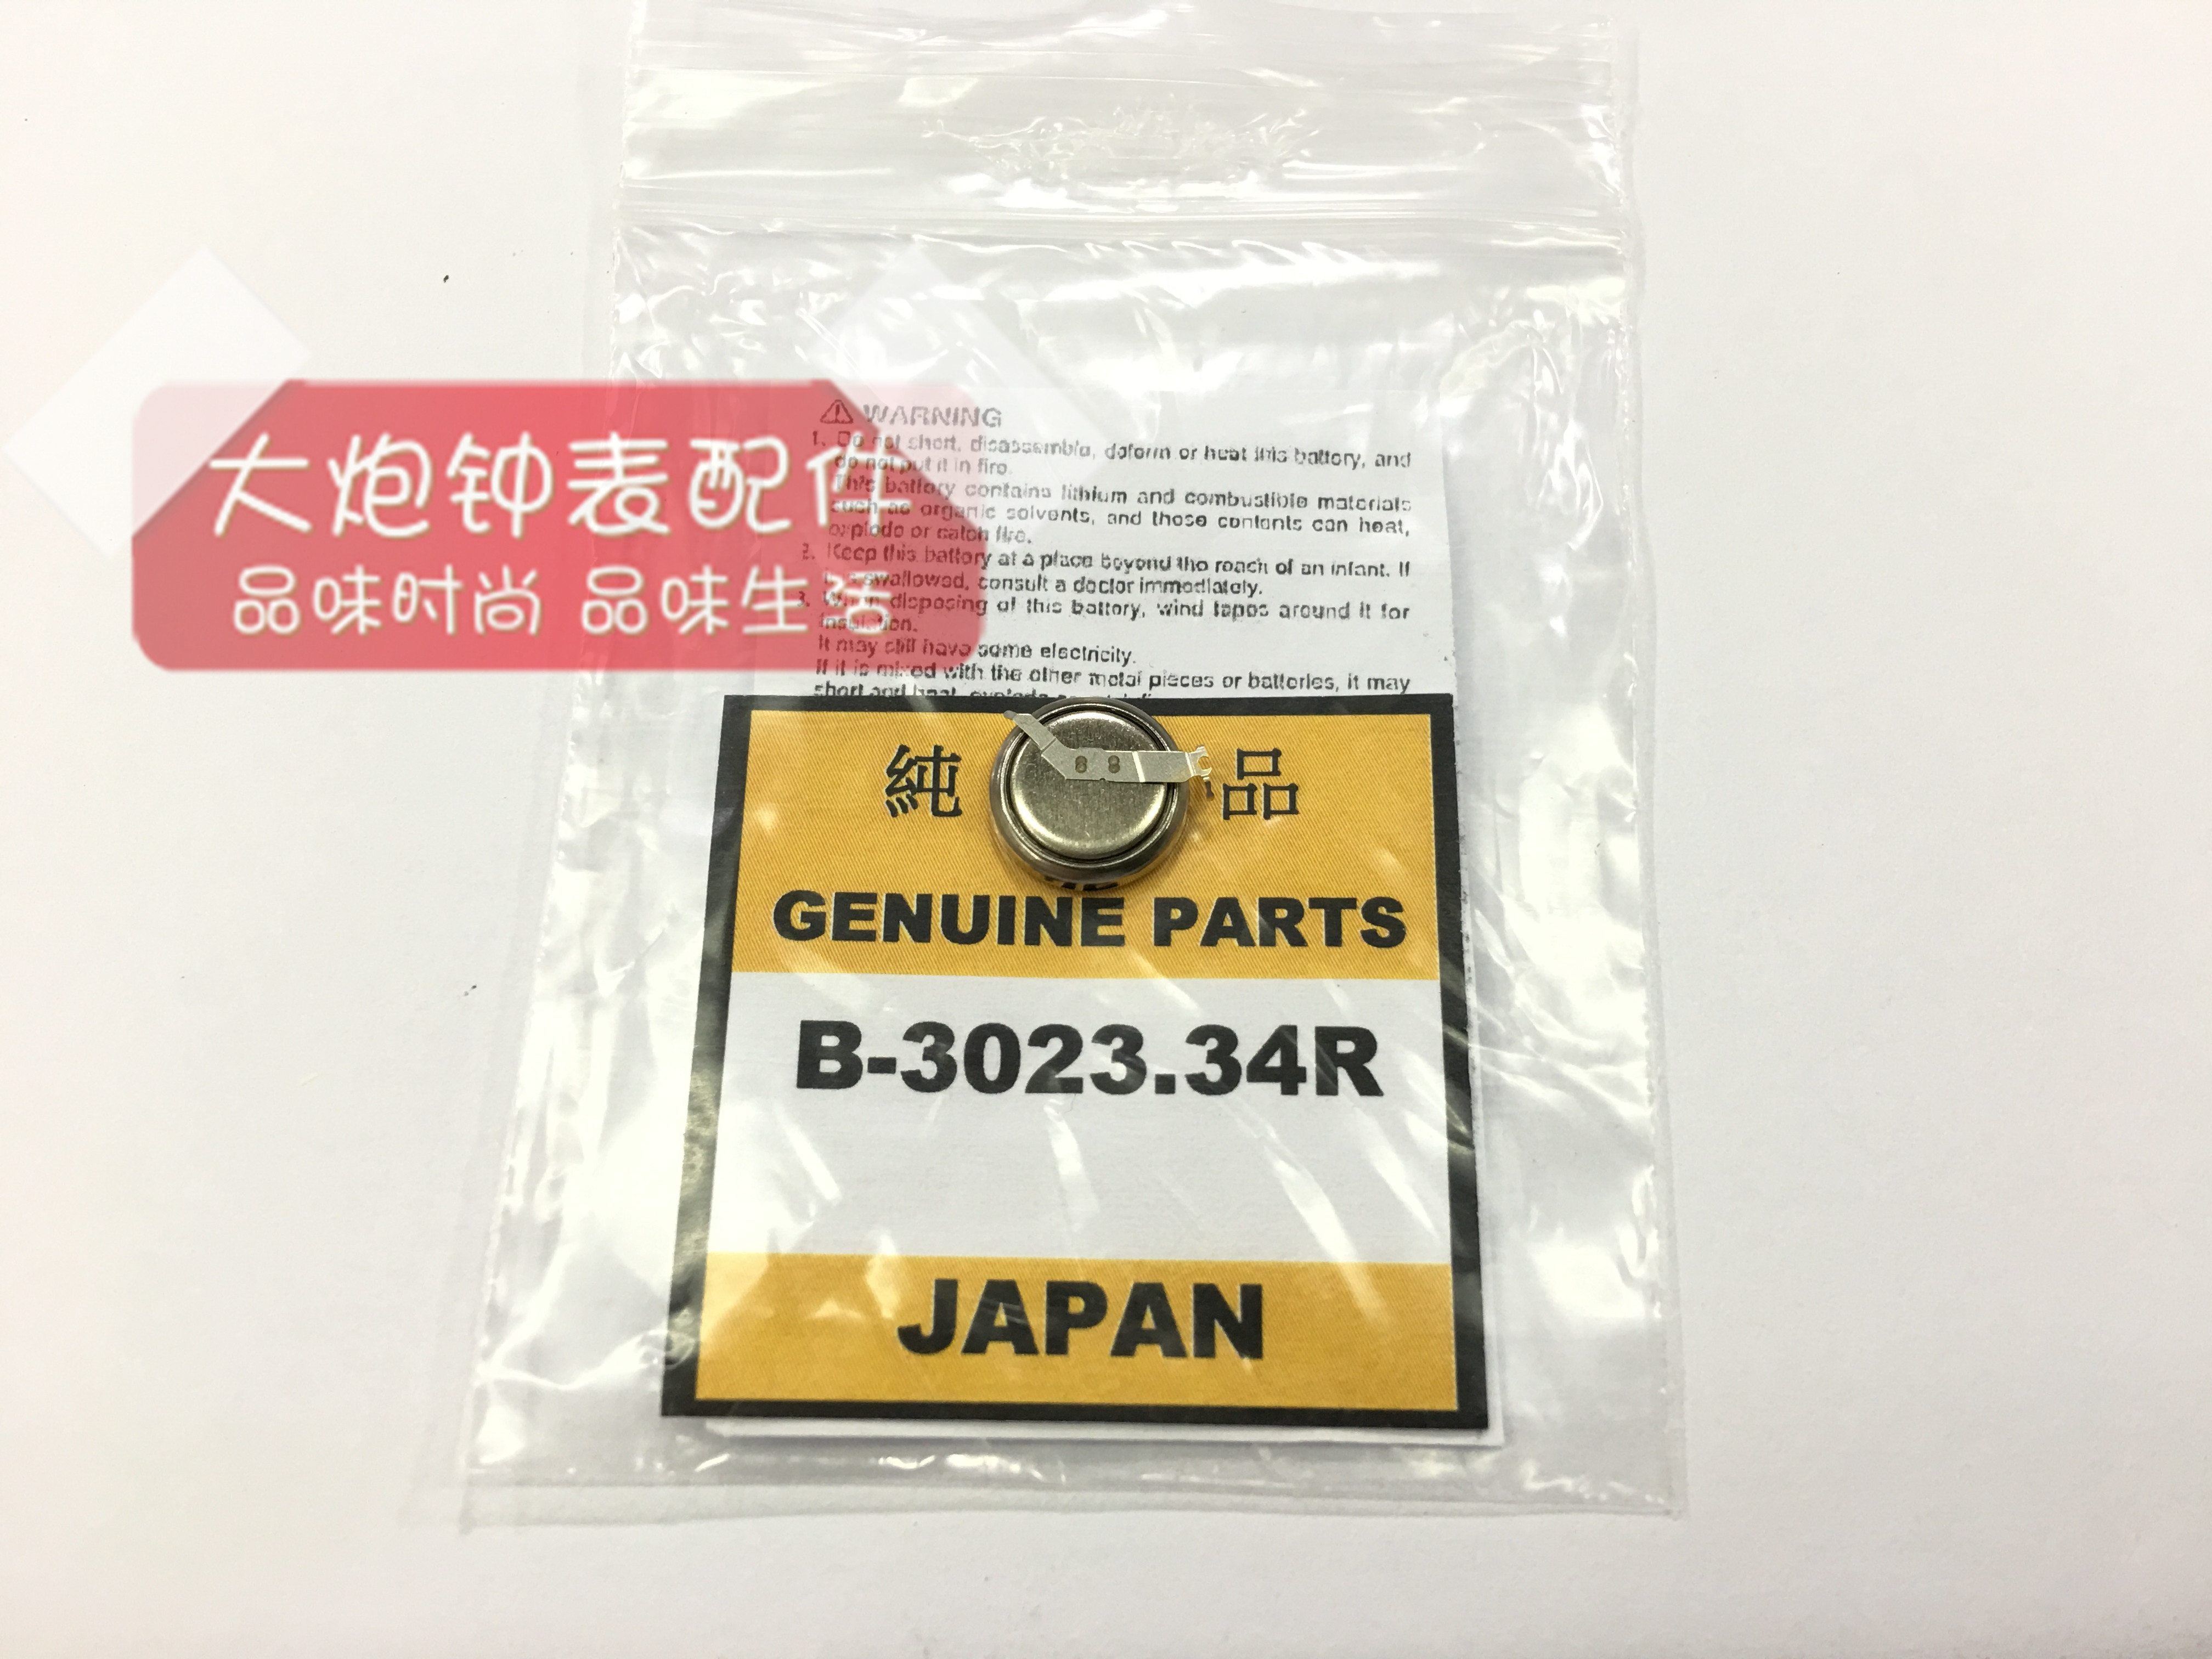 大炮钟表配件
品味时尚 品味生活
WARNING
1. Do not short, disassemble, deform or heat this battery, and
do not put it in fire.
This battery contains lithium and combustible materials
such as organic solvents, and those contents can heat,
explode or catch fire.
2. Keep this battery at a place beyond the reach of an infant. If
it is swallowed, consult a doctor immediately.
3. When disposing of this battery, wind tapes around it for
insulation.
It may still have some electricity.
If it is mixed with the other metal pieces or batteries, it may
short and heat, explode
純 品
GENUINE PARTS
B-3023.34R
JAPAN